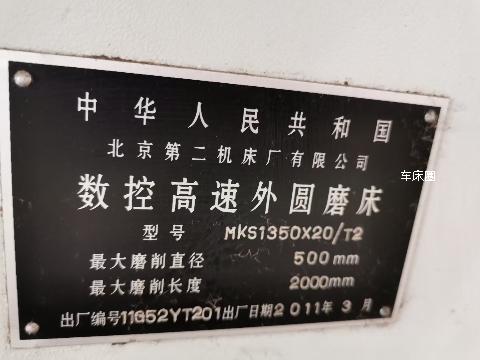 中华人民共和国
北京第二机床厂有限公司
车床圈
数控高速外圆磨床
型号 MKS1350X20/T2
最大磨削直径 500mm
最大磨削长度 2000mm
出厂编号11G52YT201出厂日期2011年3月